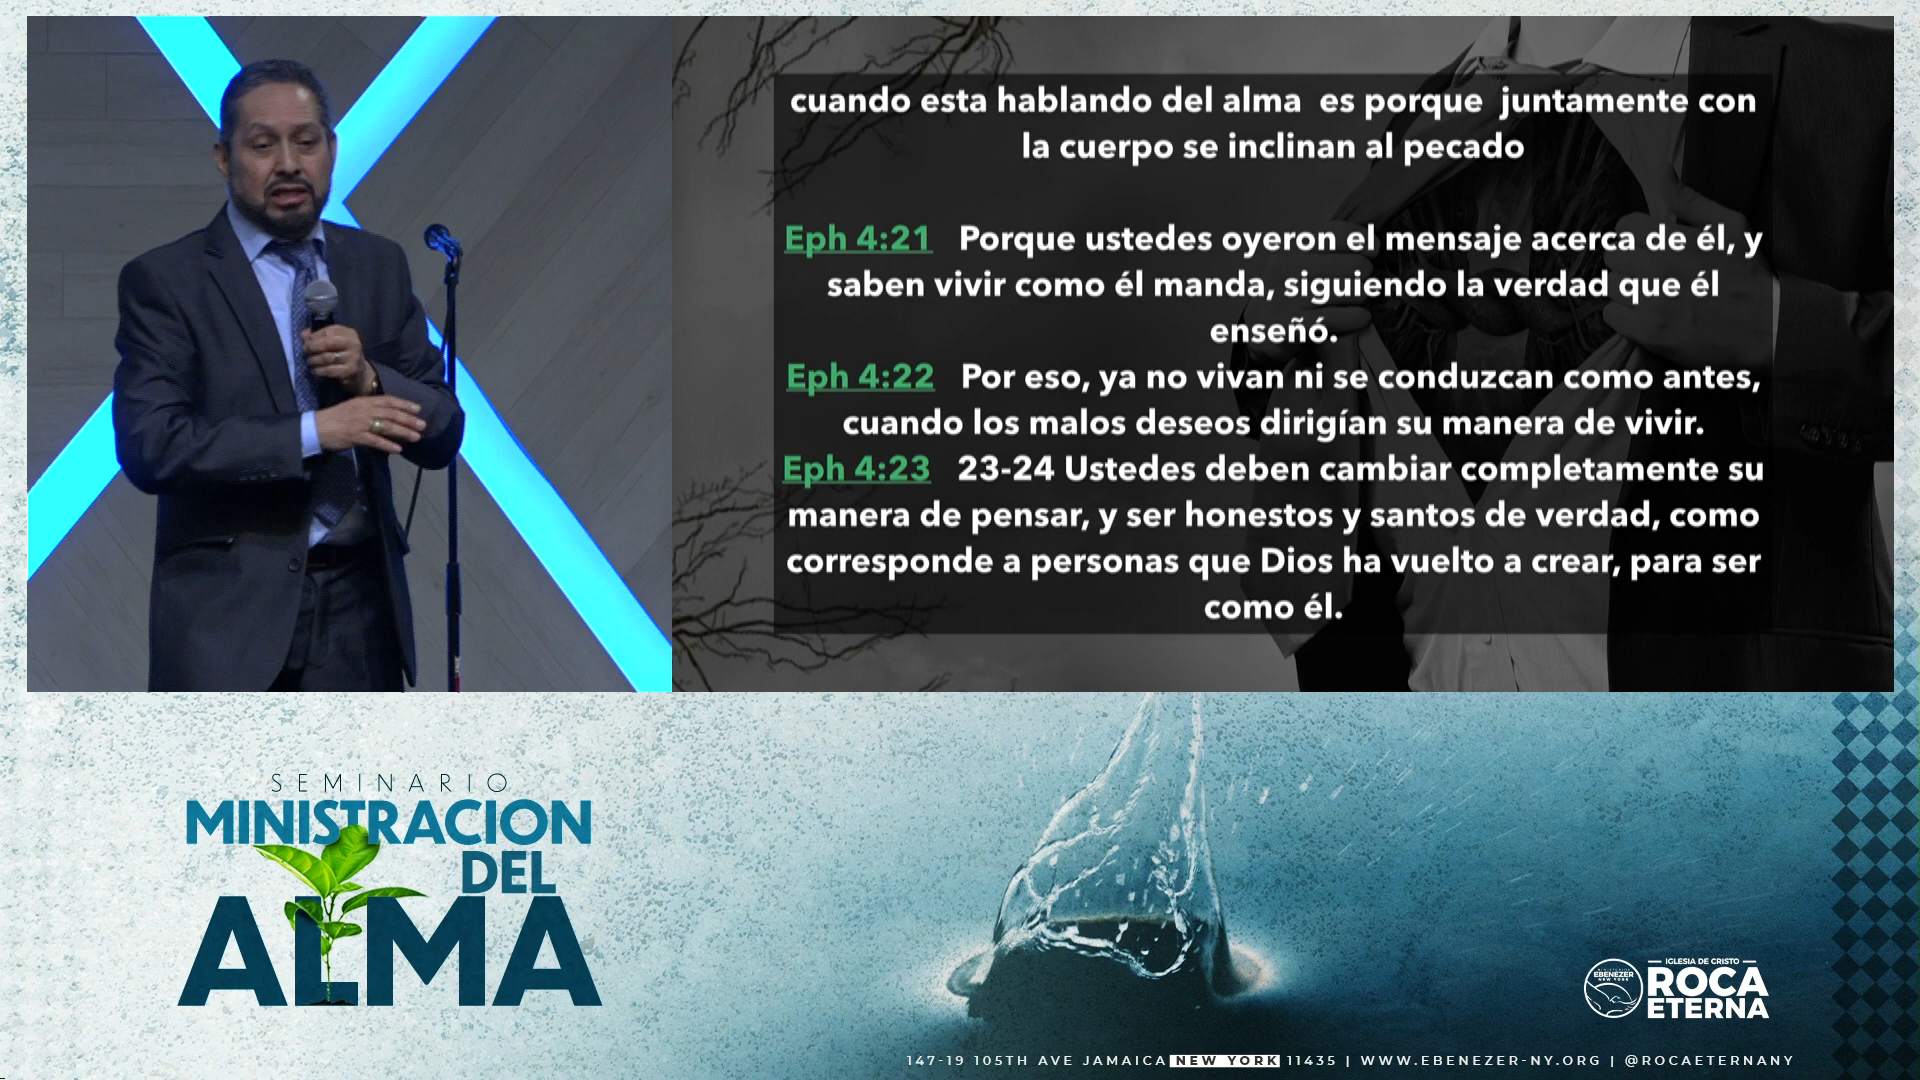 cuando esta hablando del alma es porque juntamente con
la cuerpo se inclinan al pecado
Eph 4:21 Porque ustedes oyeron el mensaje acerca de él, y
saben vivir como él manda, siguiendo la verdad que él
enseñó.
Eph 4:22 Por eso, ya no vivan ni se conduzcan como antes,
cuando los malos deseos dirigían su manera de vivir.
Eph 4:23 23-24 Ustedes deben cambiar completamente su
manera de pensar, y ser honestos y santos de verdad, como
corresponde a personas que Dios ha vuelto a crear, para ser
como él.
SEMINARIO
MINISTRACION
DEL
ALMA
MINISTERIOS
EBENEZER
NEW YORK
IGLESIA DE CRISTO
ROCA
ETERNA
147-19 105TH AVE JAMAICA NEW YORK 11435 | WWW.EBENEZER-NY.ORG | @ROCAETERNANY